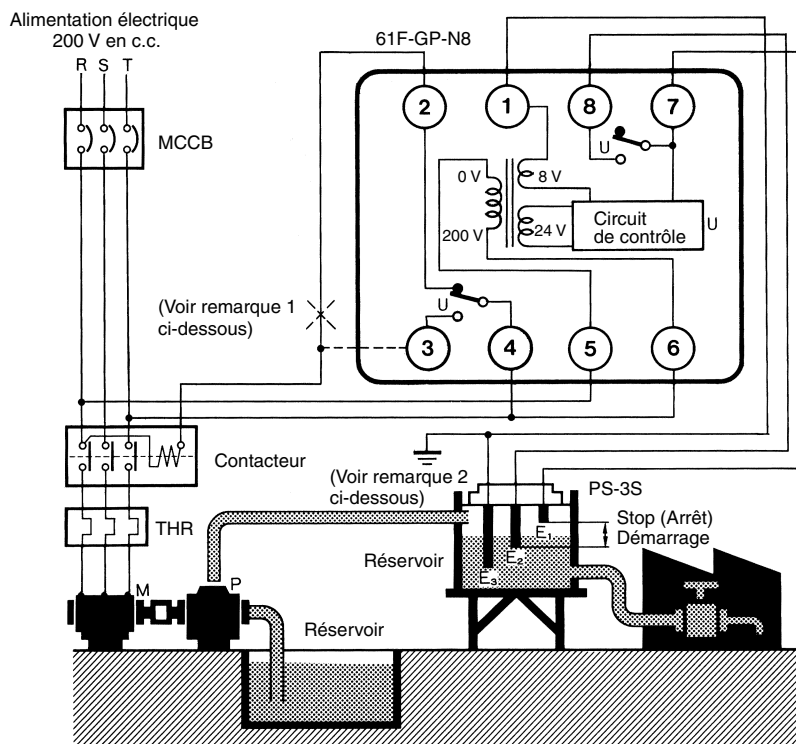 Alimentation électrique
200 V en c.c.
R S T
MCCB
61F-GP-N8
2 1 8 7
U
0 V 8 V
200 V 24 V
Circuit
de contrôle
U
U
3 4 5 6
(Voir remarque 1
ci-dessous)
Contacteur
(Voir remarque 2
ci-dessous)
PS-3S
THR
Stop (Arrêt)
Démarrage
E1
E2
E3
Réservoir
M
P
Réservoir